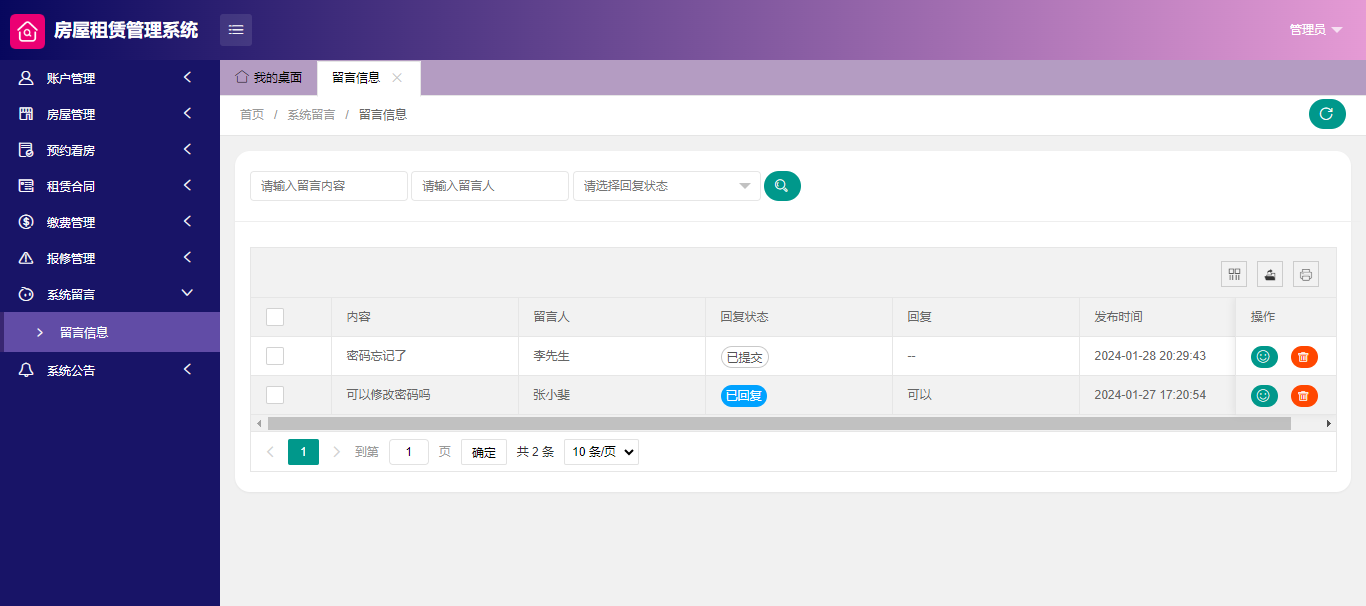 房屋租赁管理系统
管理员
账户管理
房屋管理
预约看房
租赁合同
缴费管理
报修管理
系统留言
留言信息
系统公告
我的桌面 留言信息
首页 / 系统留言 / 留言信息
请输入留言内容 请输入留言人 请选择回复状态
内容 留言人 回复状态 回复 发布时间 操作
密码忘记了 李先生 已提交 -- 2024-01-28 20:29:43
可以修改密码吗 张小斐 已回复 可以 2024-01-27 17:20:54
1 到第 1 页 确定 共 2 条 10 条/页